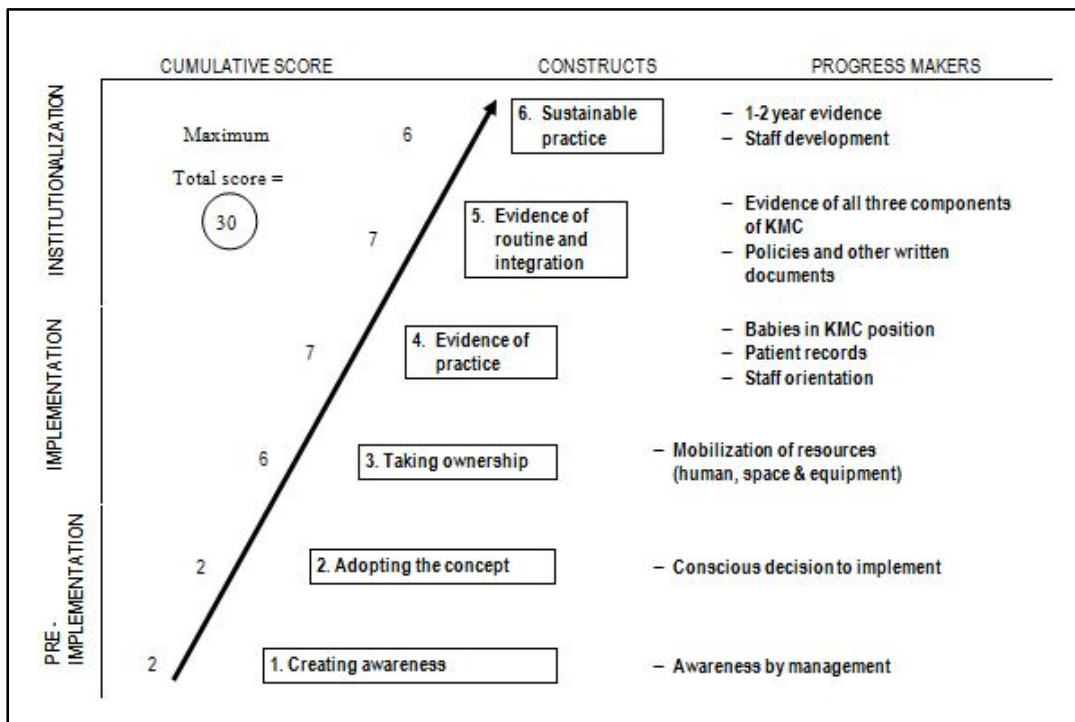 CUMULATIVE SCORE CONSTRUCTS PROGRESS MAKERS
INSTITUTIONALIZATION
Maximum
Total score =
30
6
6. Sustainable
practice
– 1-2 year evidence
– Staff development
7
5. Evidence of
routine and
integration
– Evidence of all three components
of KMC
– Policies and other written
documents
IMPLEMENTATION
7
4. Evidence of
practice
– Babies in KMC position
– Patient records
– Staff orientation
6
3. Taking ownership
– Mobilization of resources
(human, space & equipment)
PRE -
IMPLEMENTATION
2
2. Adopting the concept
– Conscious decision to implement
2
1. Creating awareness
– Awareness by management